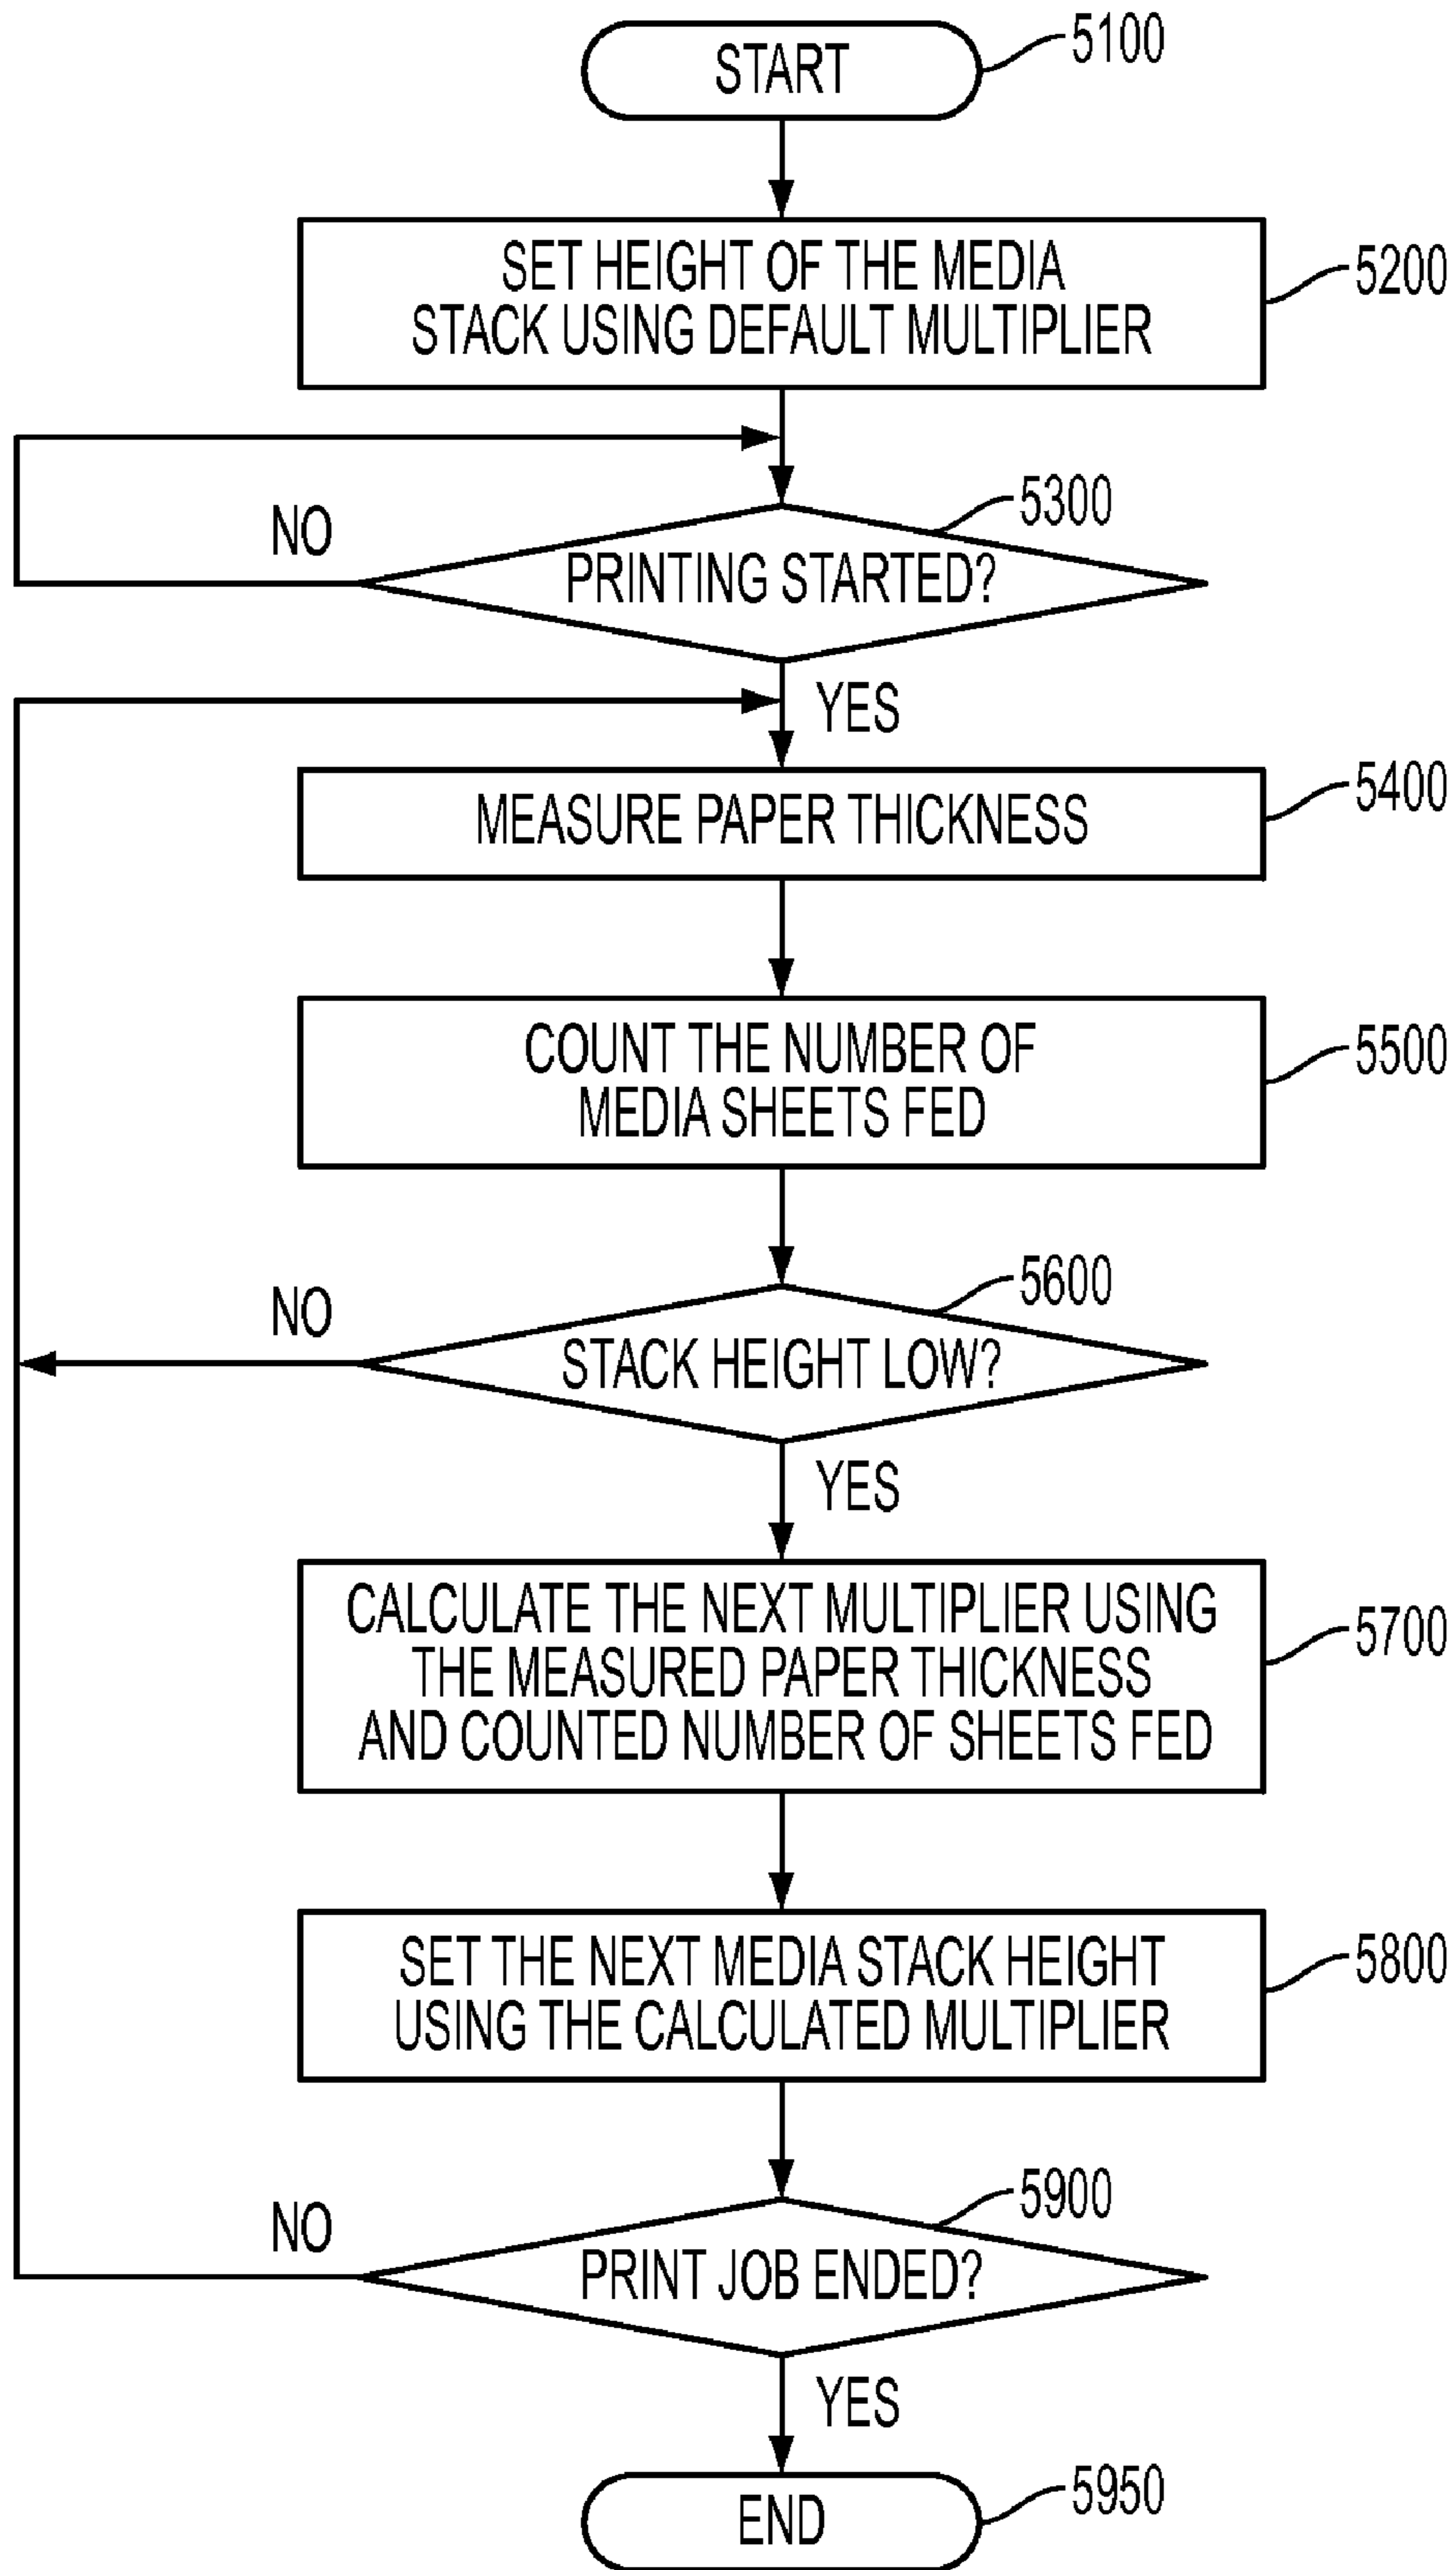 START
5100
SET HEIGHT OF THE MEDIA
STACK USING DEFAULT MULTIPLIER
5200
NO
5300
PRINTING STARTED?
YES
MEASURE PAPER THICKNESS
5400
COUNT THE NUMBER OF
MEDIA SHEETS FED
5500
NO
5600
STACK HEIGHT LOW?
YES
CALCULATE THE NEXT MULTIPLIER USING
THE MEASURED PAPER THICKNESS
AND COUNTED NUMBER OF SHEETS FED
5700
SET THE NEXT MEDIA STACK HEIGHT
USING THE CALCULATED MULTIPLIER
5800
NO
5900
PRINT JOB ENDED?
YES
END
5950